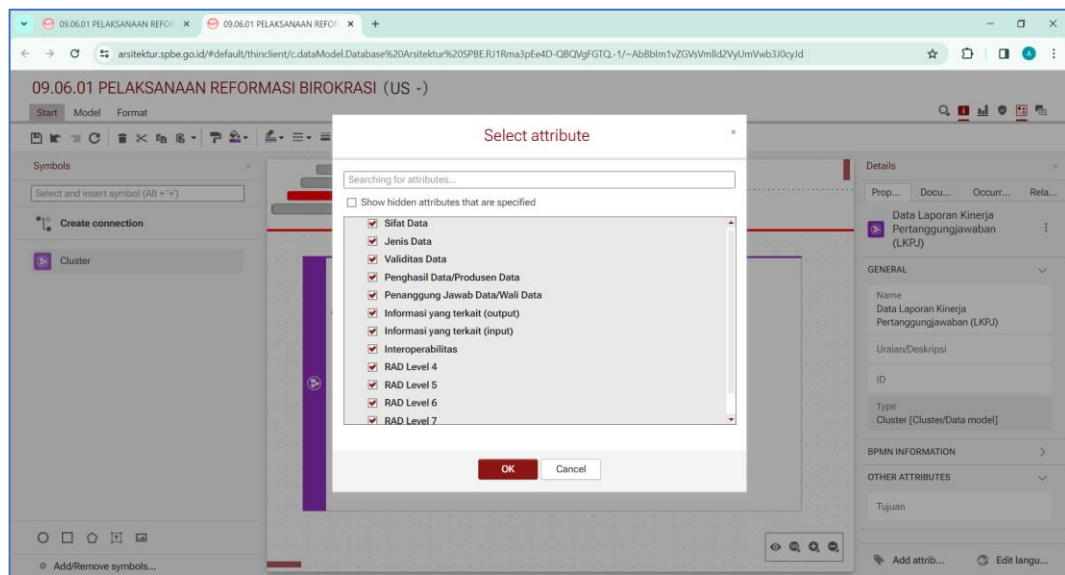 09.06.01 PELAKSANAAN REFOR
09.06.01 PELAKSANAAN REFOR
arsitektur.spbe.go.id/#default/thinclient/c.dataModel.Database%20Arsitektur%20SPBE.RJ1Rma3pEe4D-QBQVgFGTQ.-1/~AbBbIm1vZGVsVmlld2VyUmVwb3J0cyJd
A
09.06.01 PELAKSANAAN REFORMASI BIROKRASI (US -)
Start Model Format
Symbols
Select and insert symbol (Alt + '+')
Create connection
Cluster
Add/Remove symbols...
Select attribute
Searching for attributes...
Show hidden attributes that are specified
Sifat Data
Jenis Data
Validitas Data
Penghasil Data/Produsen Data
Penanggung Jawab Data/Wali Data
Informasi yang terkait (output)
Informasi yang terkait (input)
Interoperabilitas
RAD Level 4
RAD Level 5
RAD Level 6
RAD Level 7
OK Cancel
Details
Prop... Docu... Occurr... Rela...
Data Laporan Kinerja
Pertanggungjawaban
(LKPJ)
GENERAL
Name
Data Laporan Kinerja
Pertanggungjawaban (LKPJ)
Uraian/Deskripsi
ID
Type
Cluster [Cluster/Data model]
BPMN INFORMATION
OTHER ATTRIBUTES
Tujuan
Add attrib... Edit langu...